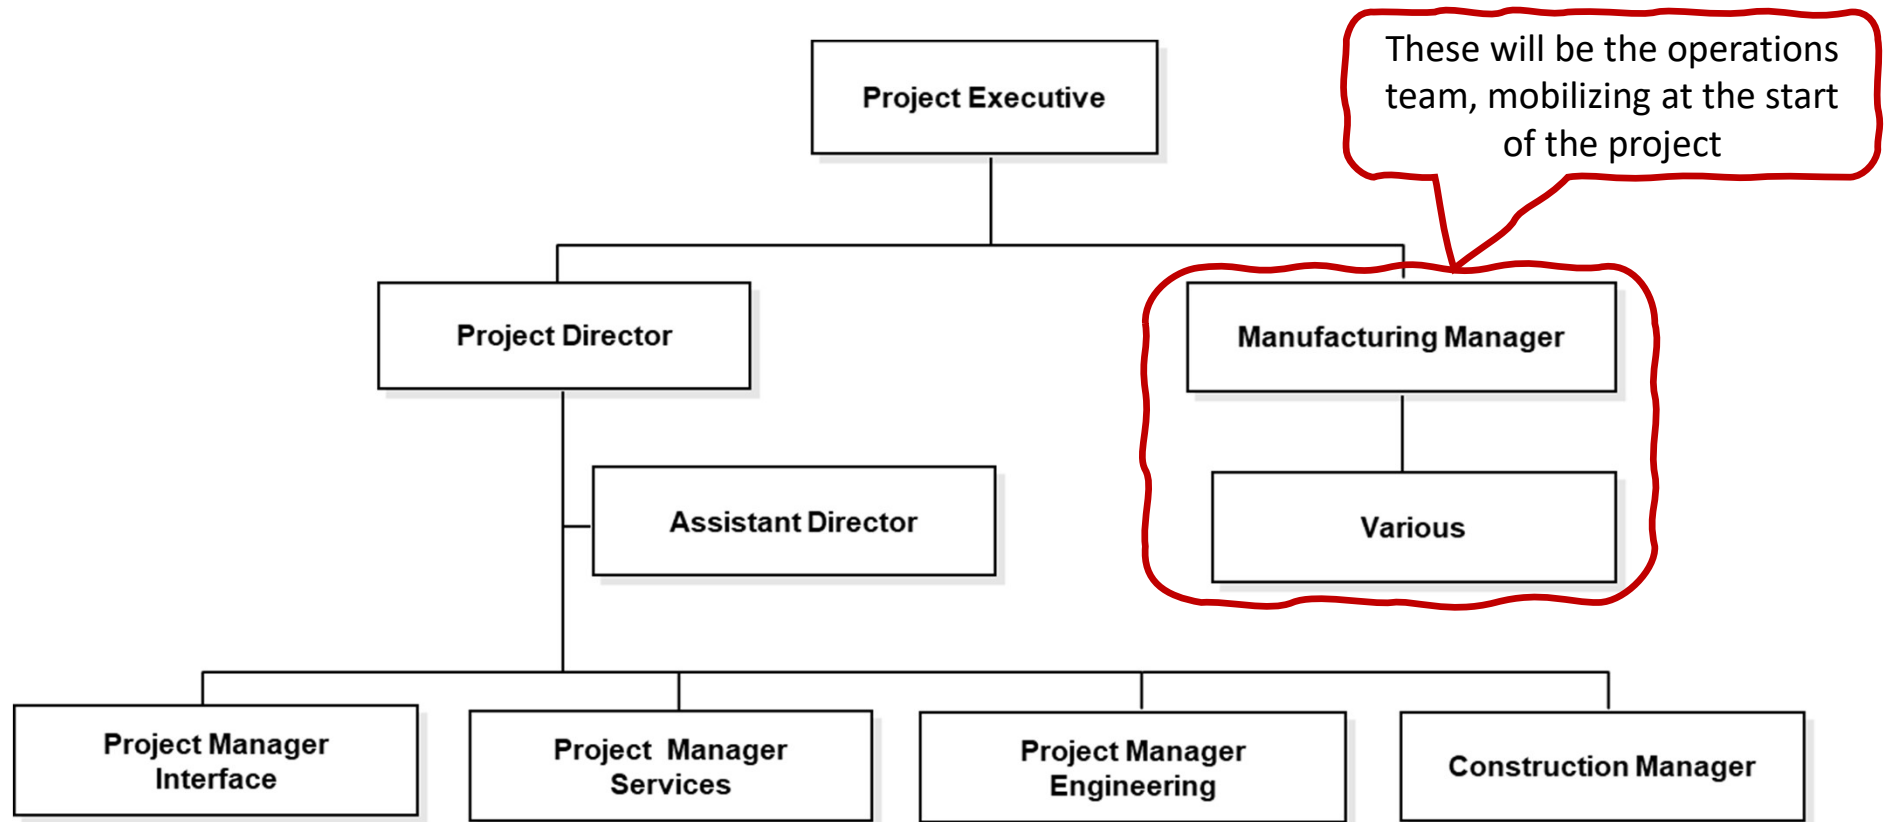 Project Executive
These will be the operations
team, mobilizing at the start
of the project
Project Director
Manufacturing Manager
Assistant Director
Various
Project Manager
Interface
Project Manager
Services
Project Manager
Engineering
Construction Manager